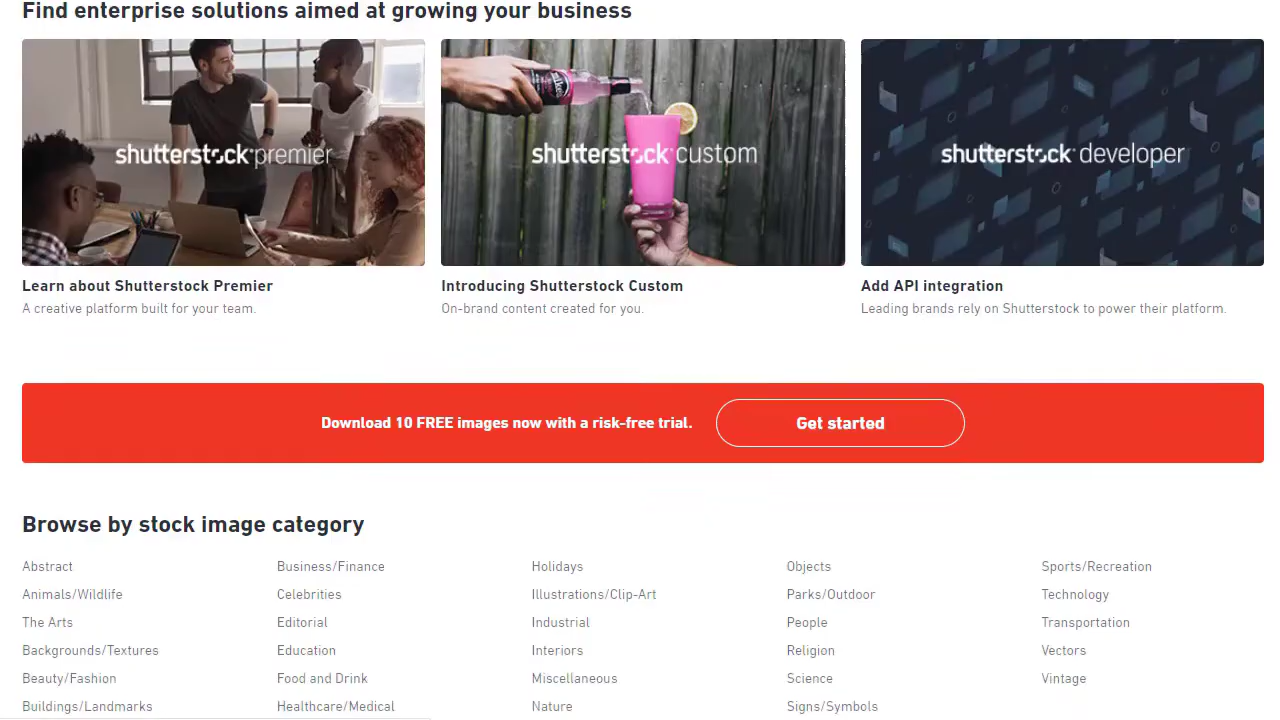 Find enterprise solutions aimed at growing your business
shutterstock premier
shutterstock custom
shutterstock developer
Learn about Shutterstock Premier
A creative platform built for your team.
Introducing Shutterstock Custom
On-brand content created for you.
Add API integration
Leading brands rely on Shutterstock to power their platform.
Download 10 FREE images now with a risk-free trial.
Get started
Browse by stock image category
Abstract
Animals/Wildlife
The Arts
Backgrounds/Textures
Beauty/Fashion
Buildings/Landmarks
Business/Finance
Celebrities
Editorial
Education
Food and Drink
Healthcare/Medical
Holidays
Illustrations/Clip-Art
Industrial
Interiors
Miscellaneous
Nature
Objects
Parks/Outdoor
People
Religion
Science
Signs/Symbols
Sports/Recreation
Technology
Transportation
Vectors
Vintage